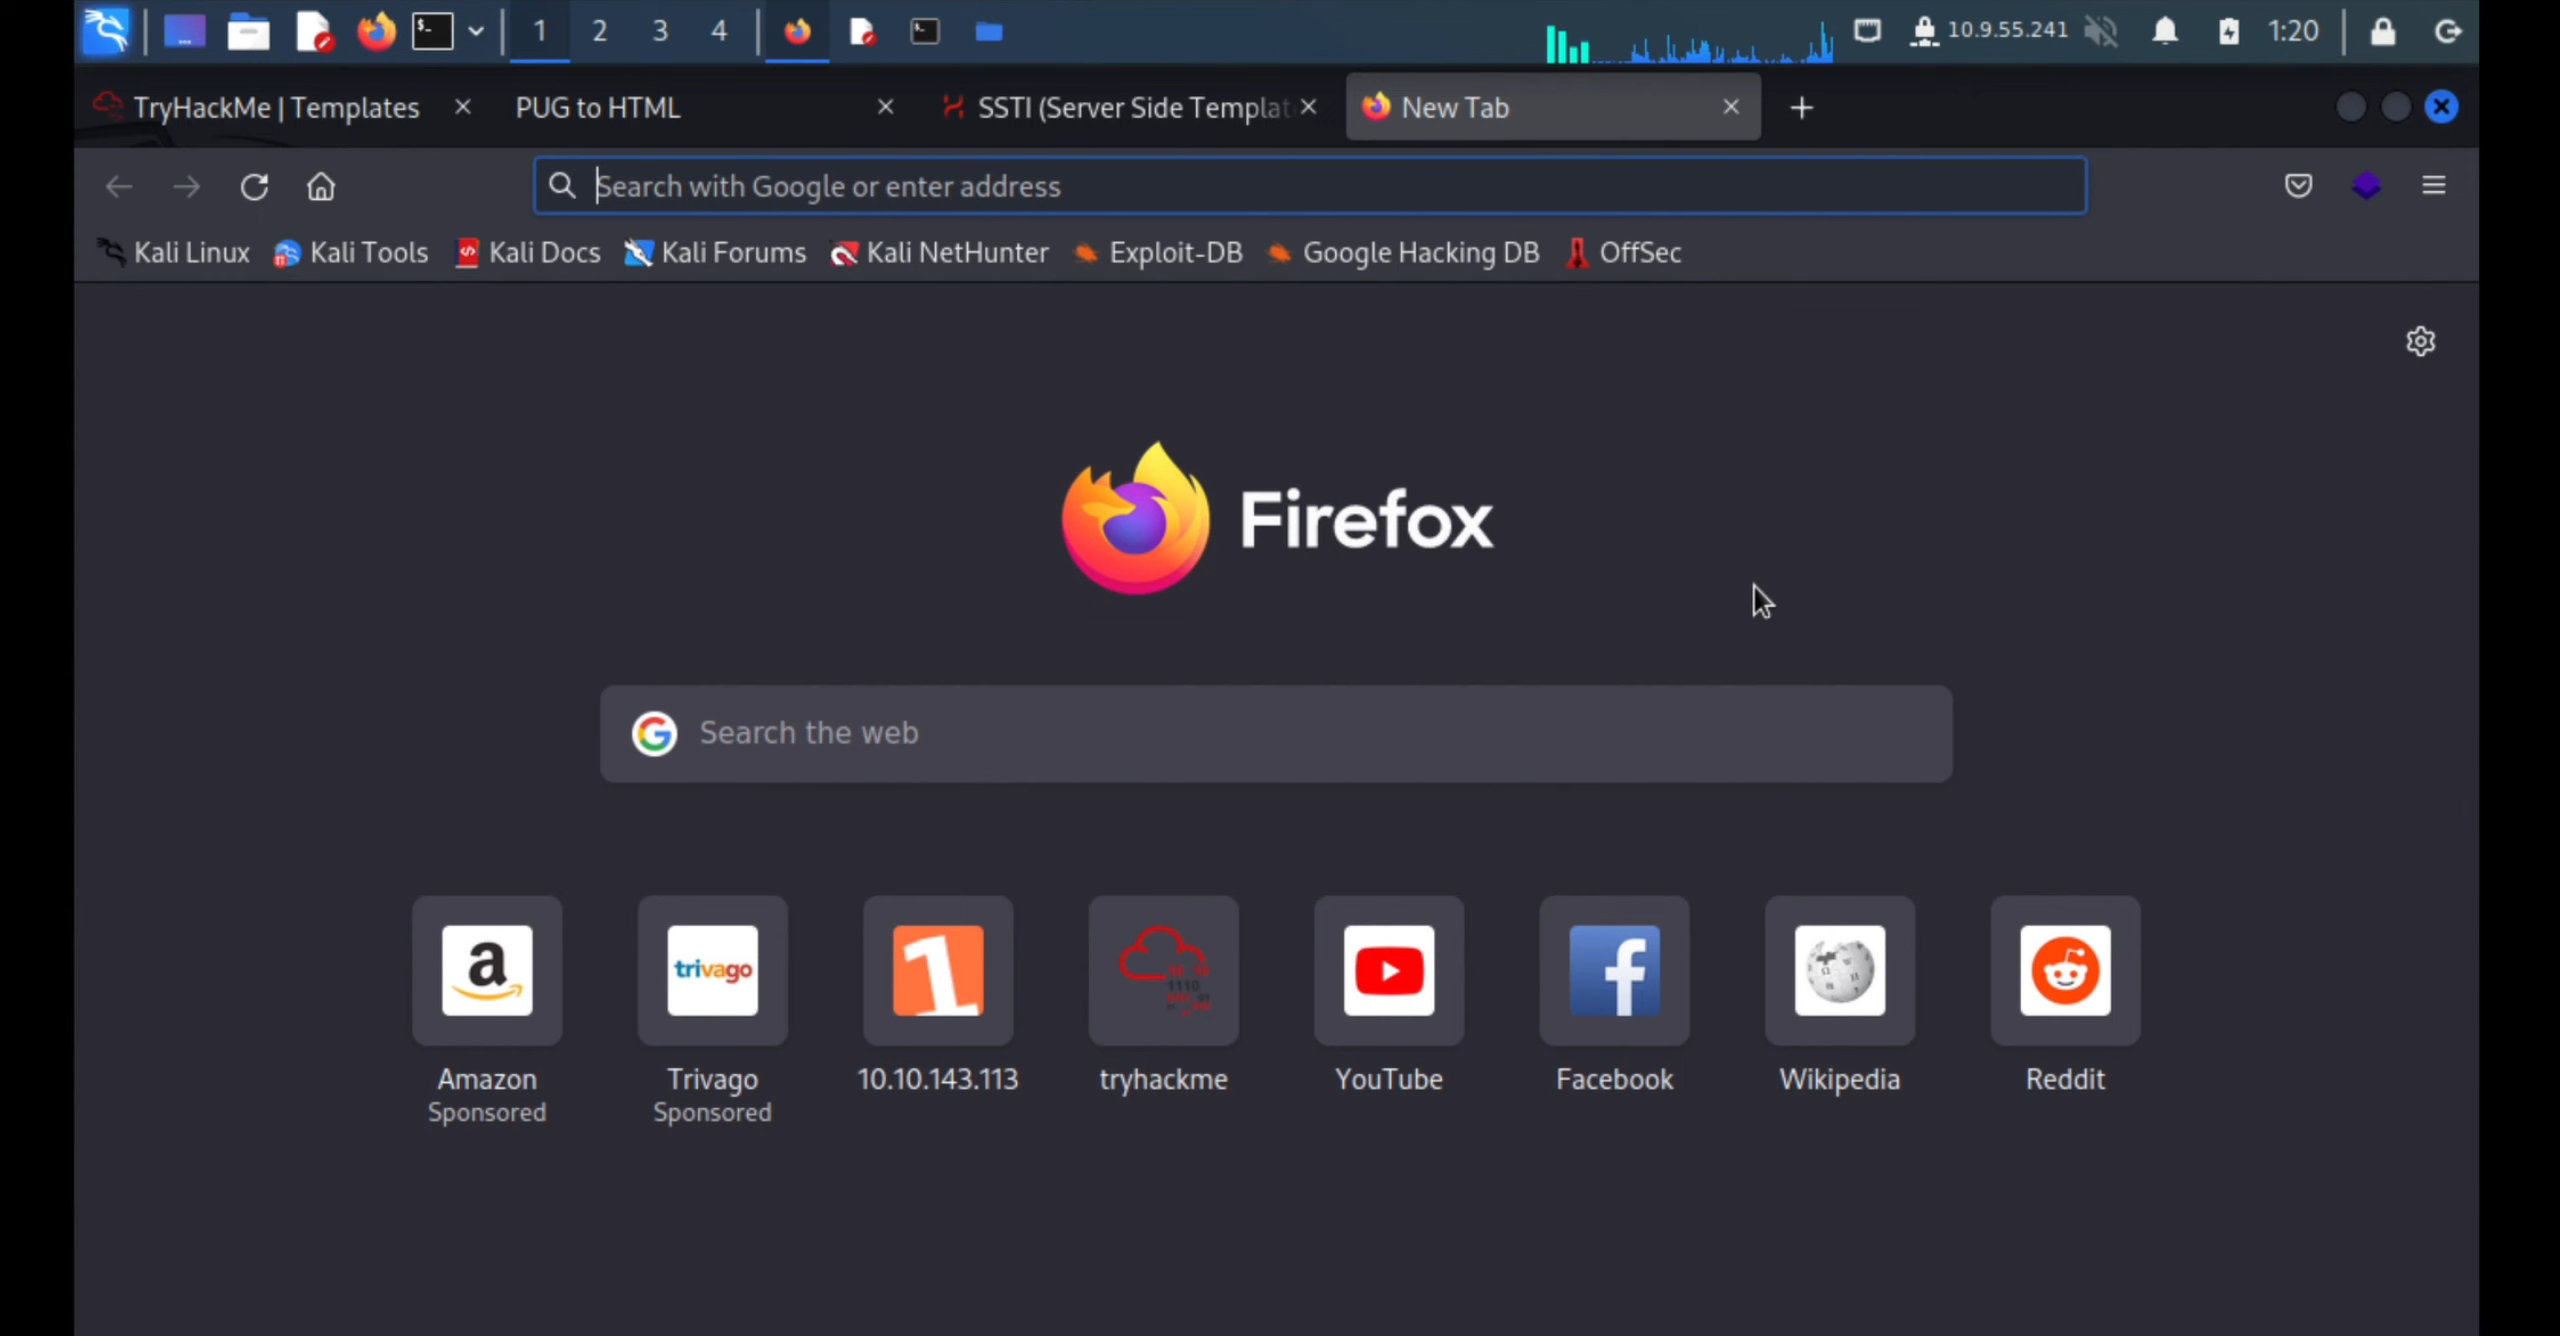 1 2 3 4 10.9.55.241 1:20
TryHackMe | Templates PUG to HTML SSTI (Server Side Templat New Tab
Search with Google or enter address
Kali Linux Kali Tools Kali Docs Kali Forums Kali NetHunter Exploit-DB Google Hacking DB OffSec
Firefox
Search the web
trivago
1110
Amazon Trivago 10.10.143.113 tryhackme YouTube Facebook Wikipedia Reddit
Sponsored Sponsored